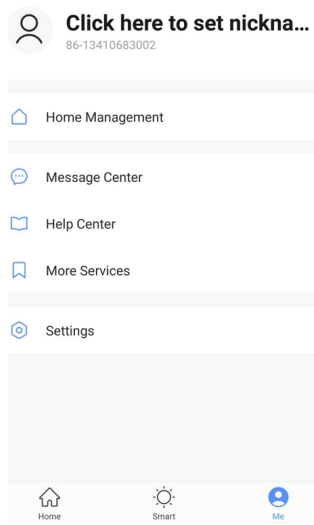 Click here to set nickna...
86-13410683002
Home Management
Message Center
Help Center
More Services
Settings
Home
Smart
Me